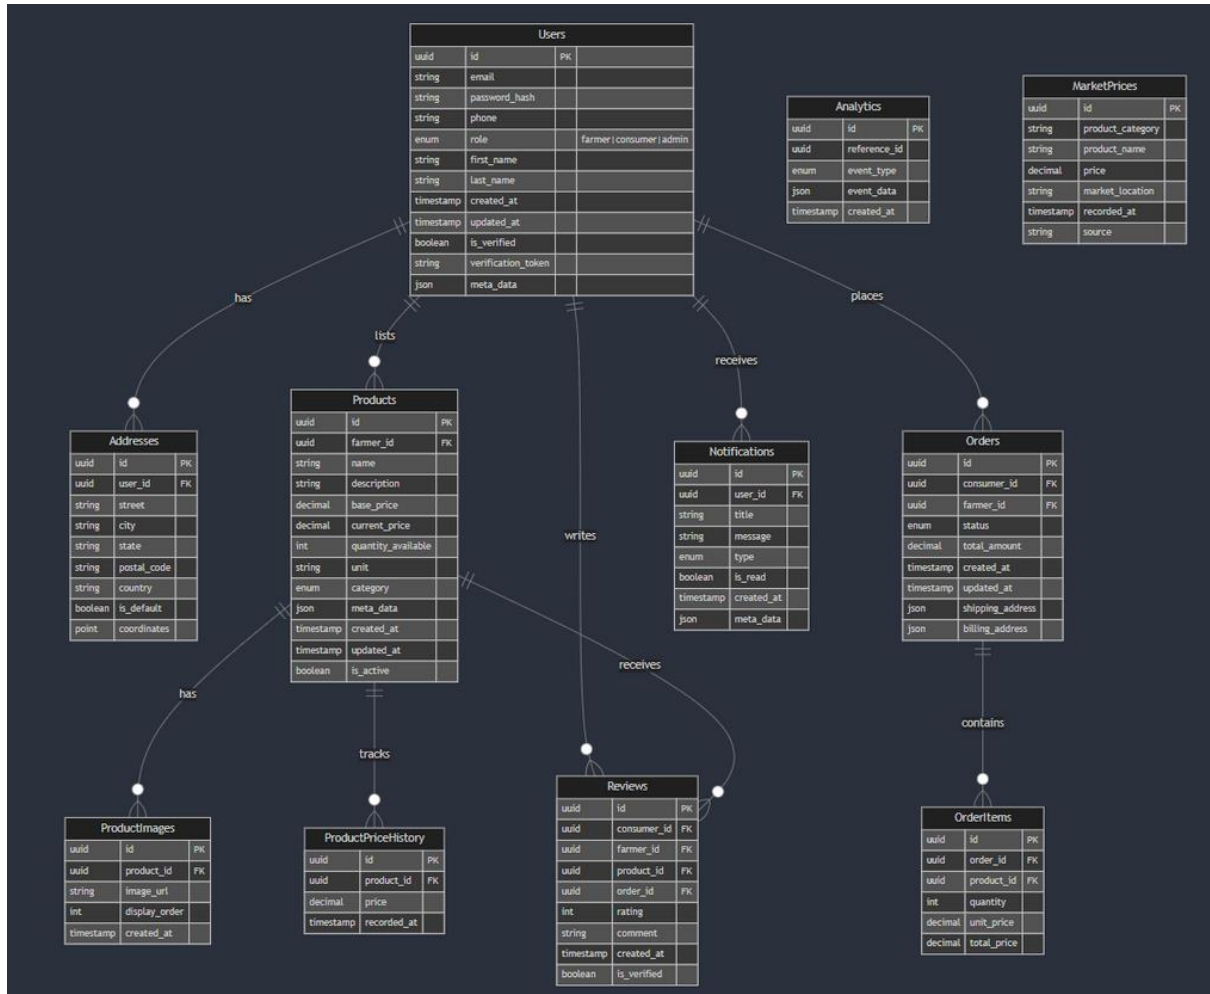 Users
uuid id PK
string email
string password_hash
string phone
enum role farmer|consumer|admin
string first_name
string last_name
timestamp created_at
timestamp updated_at
boolean is_verified
string verification_token
json meta_data
Analytics
uuid id PK
uuid reference_id
enum event_type
json event_data
timestamp created_at
MarketPrices
uuid id PK
string product_category
string product_name
decimal price
string market_location
timestamp recorded_at
string source
has
lists
receives
places
Addresses
uuid id PK
uuid user_id FK
string street
string city
string state
string postal_code
string country
boolean is_default
point coordinates
Products
uuid id PK
uuid farmer_id FK
string name
string description
decimal base_price
decimal current_price
int quantity_available
string unit
enum category
json meta_data
timestamp created_at
timestamp updated_at
boolean is_active
writes
Notifications
uuid id PK
uuid user_id FK
string title
string message
enum type
boolean is_read
timestamp created_at
json meta_data
Orders
uuid id PK
uuid consumer_id FK
uuid farmer_id FK
enum status
decimal total_amount
timestamp created_at
timestamp updated_at
json shipping_address
json billing_address
has
tracks
receives
contains
ProductImages
uuid id PK
uuid product_id FK
string image_url
int display_order
timestamp created_at
ProductPriceHistory
uuid id PK
uuid product_id FK
decimal price
timestamp recorded_at
Reviews
uuid id PK
uuid consumer_id FK
uuid farmer_id FK
uuid product_id FK
uuid order_id FK
int rating
string comment
timestamp created_at
boolean is_verified
OrderItems
uuid id PK
uuid order_id FK
uuid product_id FK
int quantity
decimal unit_price
decimal total_price